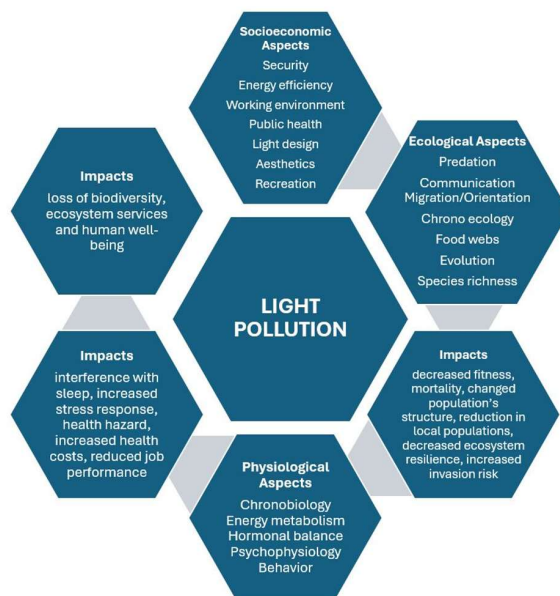 Socioeconomic
Aspects
Security
Energy efficiency
Working environment
Public health
Light design
Aesthetics
Recreation
Ecological Aspects
Predation
Communication
Migration/Orientation
Chrono ecology
Food webs
Evolution
Species richness
Impacts
decreased fitness,
mortality, changed
population's
structure, reduction in
local populations,
decreased ecosystem
resilience, increased
invasion risk
Physiological
Aspects
Chronobiology
Energy metabolism
Hormonal balance
Psychophysiology
Behavior
Impacts
interference with
sleep, increased
stress response,
health hazard,
increased health
costs, reduced job
performance
Impacts
loss of biodiversity,
ecosystem services
and human well-
being
LIGHT
POLLUTION